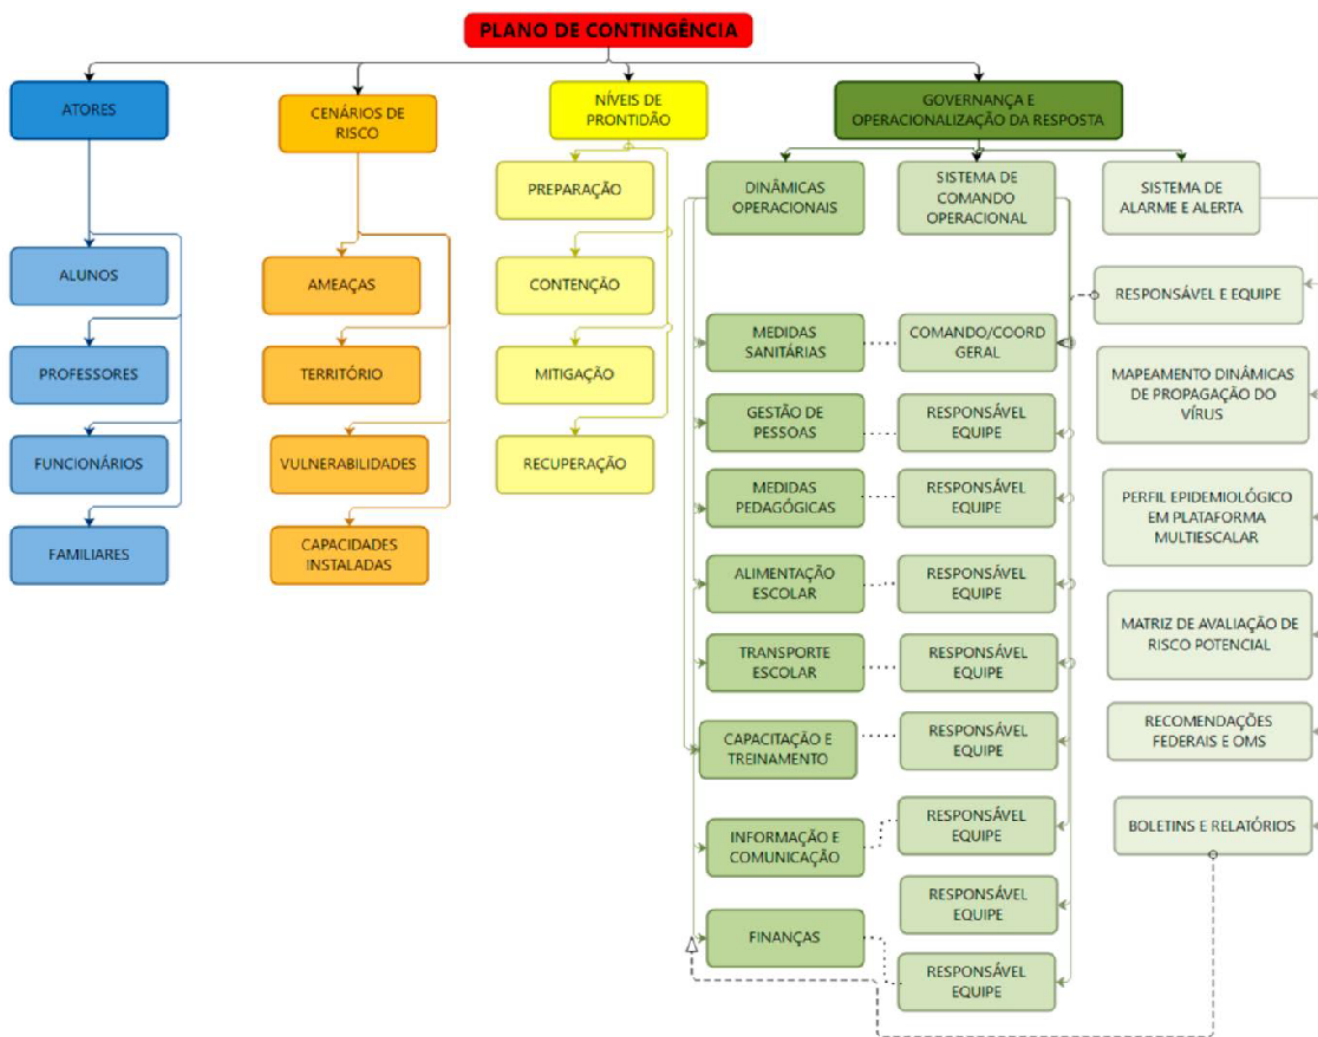 PLANO DE CONTINGÊNCIA
ATORES
ALUNOS
PROFESSORES
FUNCIONÁRIOS
FAMILIARES
CENÁRIOS DE
RISCO
AMEAÇAS
TERRITÓRIO
VULNERABILIDADES
CAPACIDADES
INSTALADAS
NÍVEIS DE
PRONTIDÃO
PREPARAÇÃO
CONTENÇÃO
MITIGAÇÃO
RECUPERAÇÃO
GOVERNANÇA E
OPERACIONALIZAÇÃO DA RESPOSTA
DINÂMICAS
OPERACIONAIS
MEDIDAS
SANITÁRIAS
GESTÃO DE
PESSOAS
MEDIDAS
PEDAGÓGICAS
ALIMENTAÇÃO
ESCOLAR
TRANSPORTE
ESCOLAR
CAPACITAÇÃO E
TREINAMENTO
INFORMAÇÃO E
COMUNICAÇÃO
FINANÇAS
SISTEMA DE
COMANDO
OPERACIONAL
COMANDO/COORD
GERAL
RESPONSÁVEL
EQUIPE
RESPONSÁVEL
EQUIPE
RESPONSÁVEL
EQUIPE
RESPONSÁVEL
EQUIPE
RESPONSÁVEL
EQUIPE
RESPONSÁVEL
EQUIPE
RESPONSÁVEL
EQUIPE
RESPONSÁVEL
EQUIPE
SISTEMA DE
ALARME E ALERTA
RESPONSÁVEL E EQUIPE
MAPEAMENTO DINÂMICAS
DE PROPAGAÇÃO DO
VÍRUS
PERFIL EPIDEMIOLÓGICO
EM PLATAFORMA
MULTIESCALAR
MATRIZ DE AVALIAÇÃO DE
RISCO POTENCIAL
RECOMENDAÇÕES
FEDERAIS E OMS
BOLETINS E RELATÓRIOS